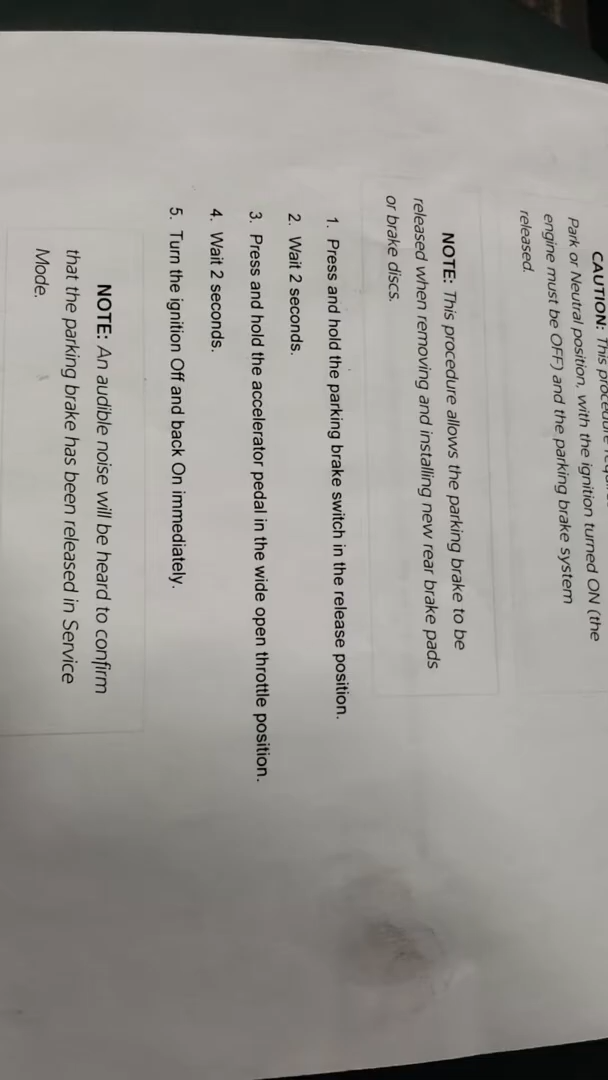 CAUTION: This procedure
Park or Neutral position, with the ignition turned ON (the
engine must be OFF) and the parking brake system
released.
NOTE: This procedure allows the parking brake to be
released when removing and installing new rear brake pads
or brake discs.
1. Press and hold the parking brake switch in the release position.
2. Wait 2 seconds.
3. Press and hold the accelerator pedal in the wide open throttle position.
4. Wait 2 seconds.
5. Turn the ignition Off and back On immediately.
NOTE: An audible noise will be heard to confirm
that the parking brake has been released in Service
Mode.